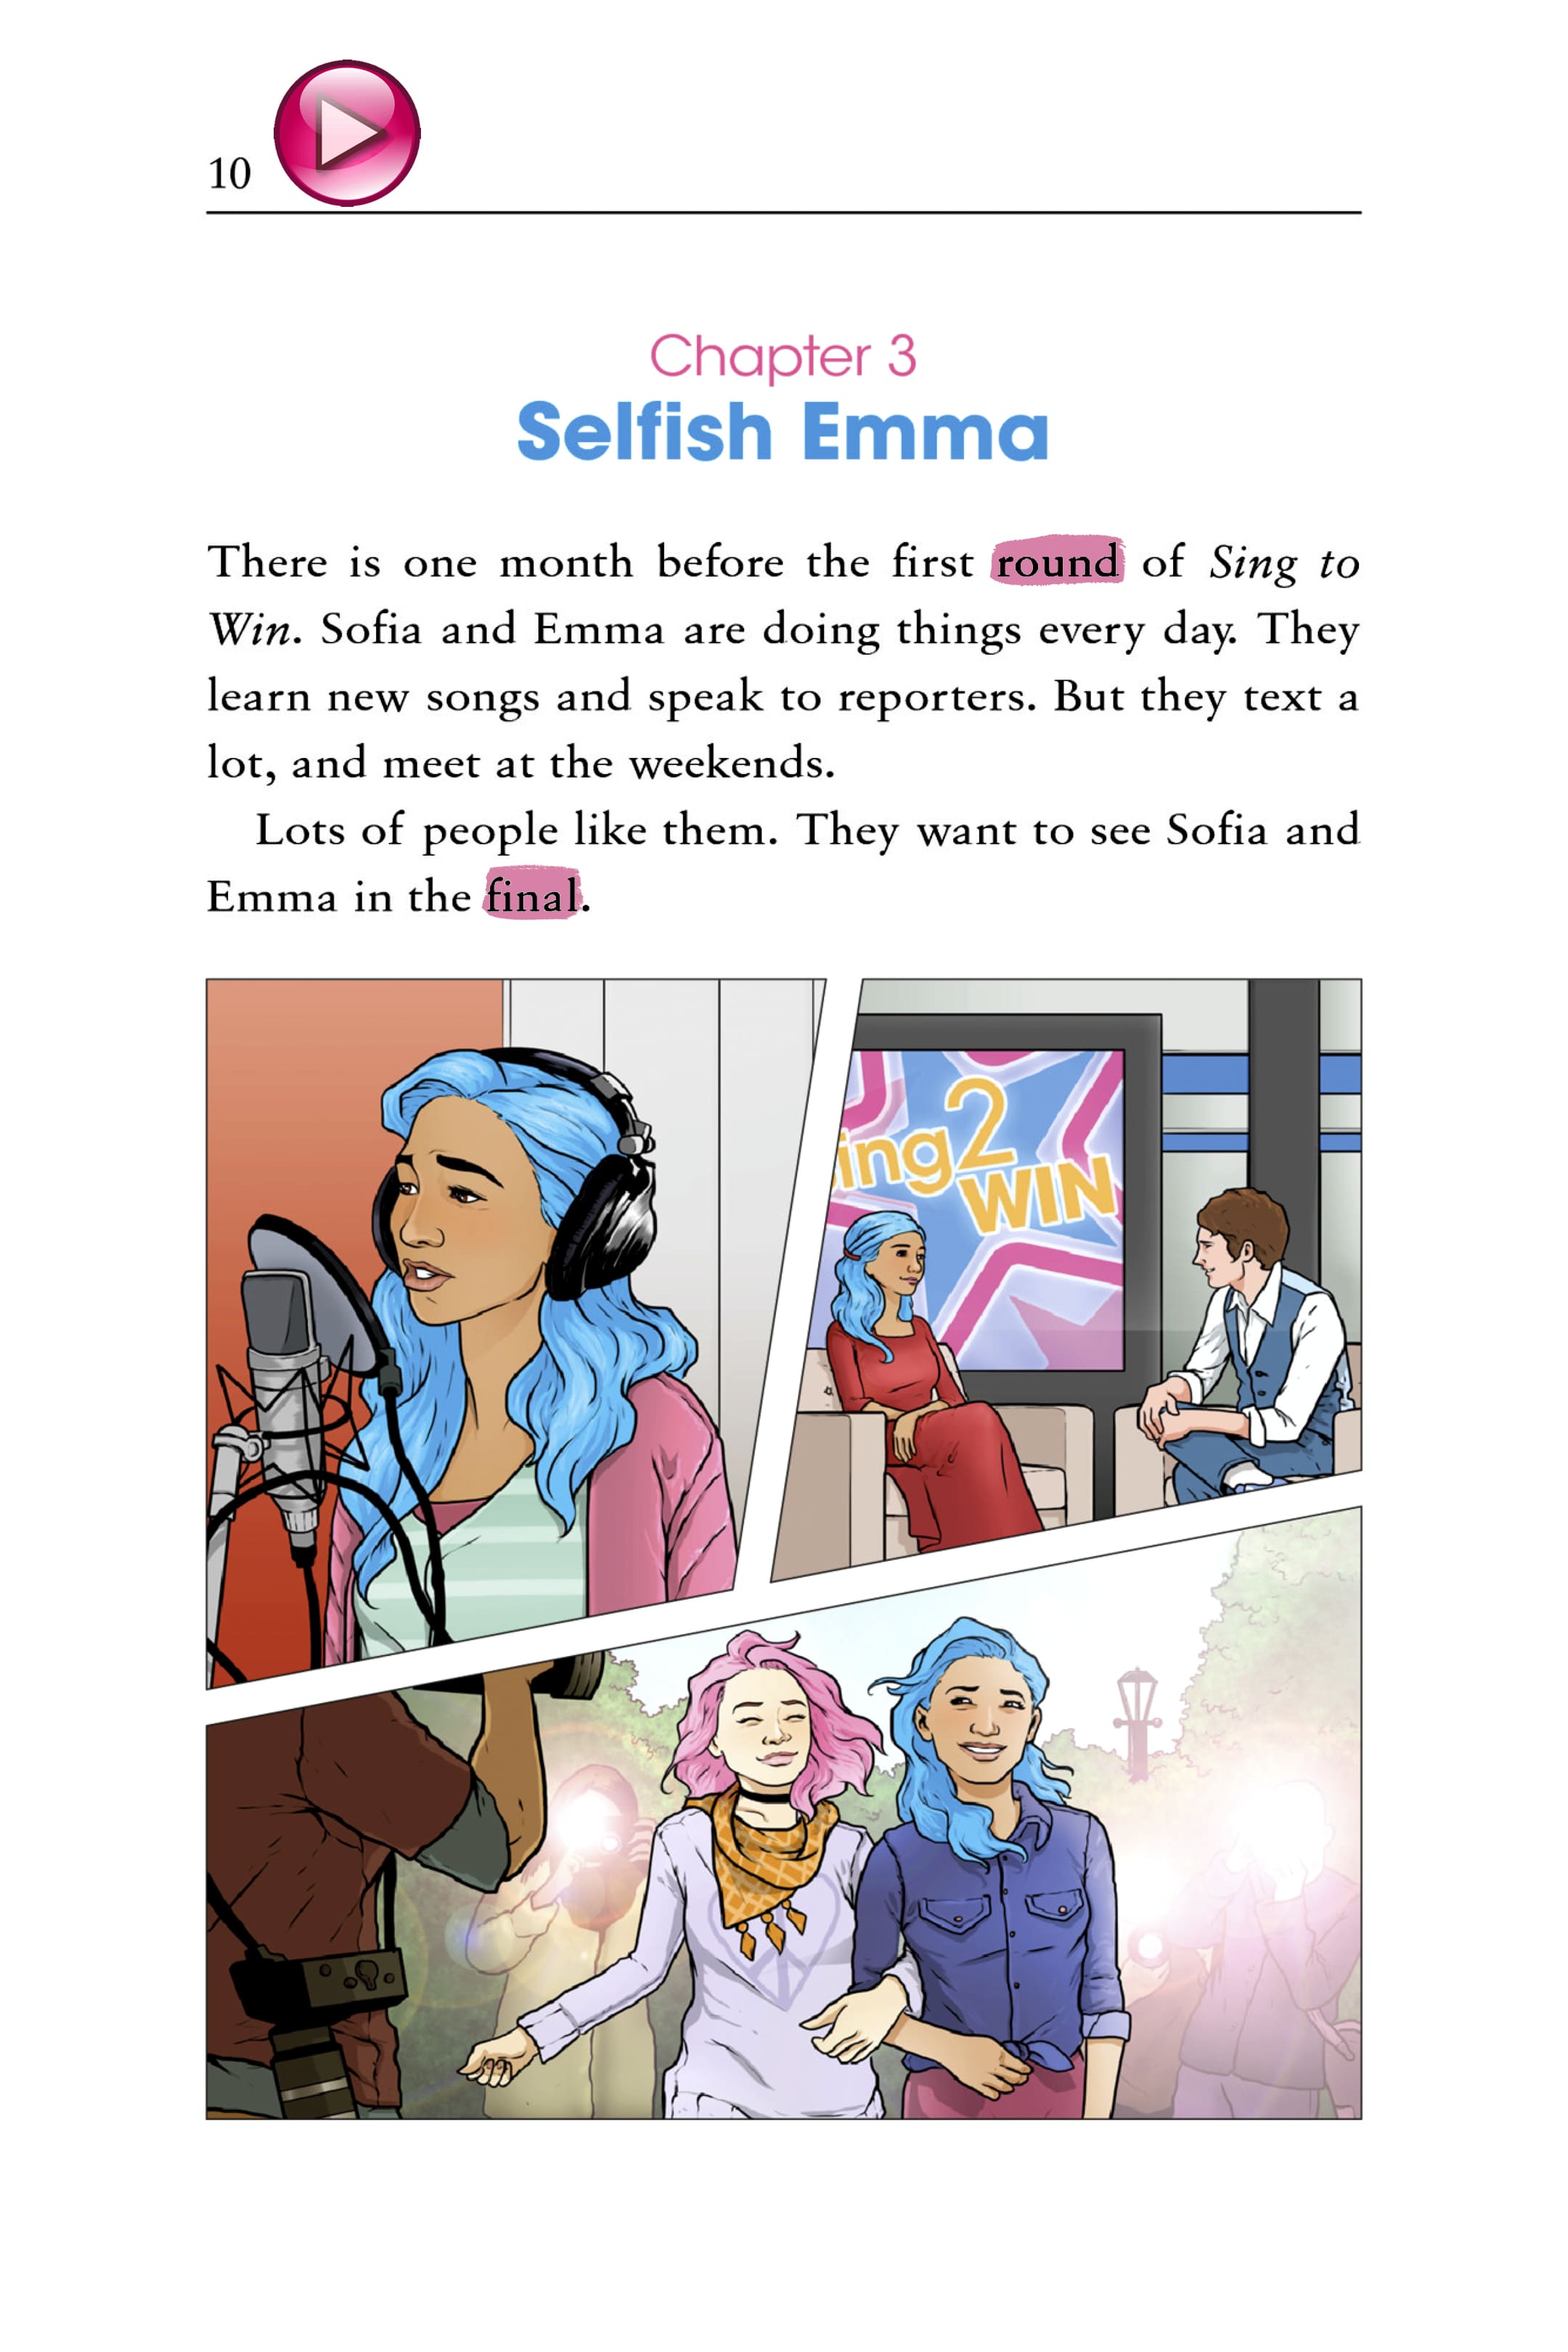 10
Chapter 3
Selfish Emma
There is one month before the first round of Sing to
Win. Sofia and Emma are doing things every day. They
learn new songs and speak to reporters. But they text a
lot, and meet at the weekends.
Lots of people like them. They want to see Sofia and
Emma in the final.
ing 2
WIN